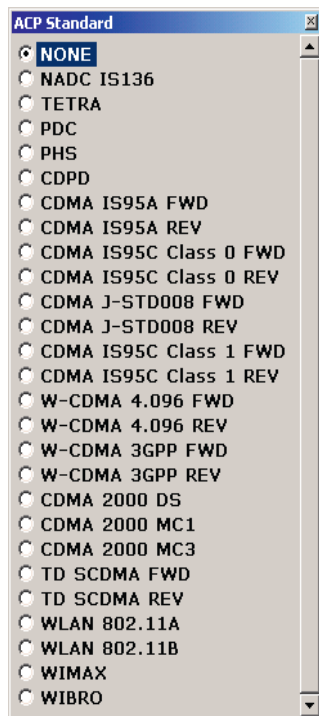 ACP Standard
NONE
NADC IS136
TETRA
PDC
PHS
CDPD
CDMA IS95A FWD
CDMA IS95A REV
CDMA IS95C Class 0 FWD
CDMA IS95C Class 0 REV
CDMA J-STD008 FWD
CDMA J-STD008 REV
CDMA IS95C Class 1 FWD
CDMA IS95C Class 1 REV
W-CDMA 4.096 FWD
W-CDMA 4.096 REV
W-CDMA 3GPP FWD
W-CDMA 3GPP REV
CDMA 2000 DS
CDMA 2000 MC1
CDMA 2000 MC3
TD SCDMA FWD
TD SCDMA REV
WLAN 802.11A
WLAN 802.11B
WIMAX
WIBRO